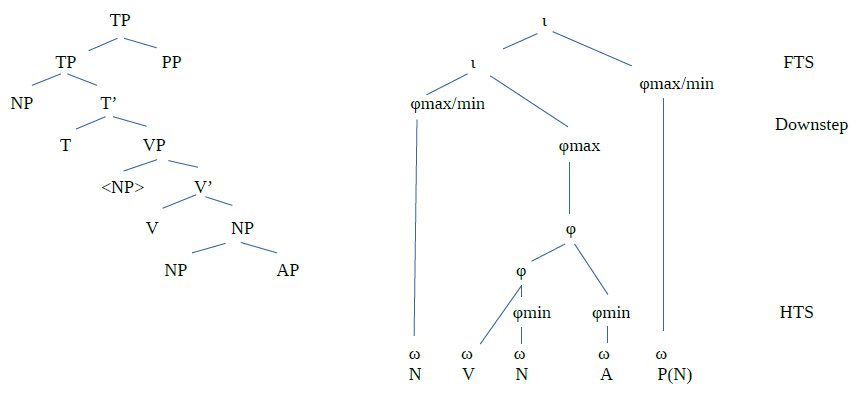 TP
TP PP
NP T’
T VP
<NP> V’
V NP
NP AP
ι
ι FTS
φmax/min φmax/min
Downstep
φmax
φ
φ
φmin φmin HTS
ω ω ω ω ω
N V N A P(N)